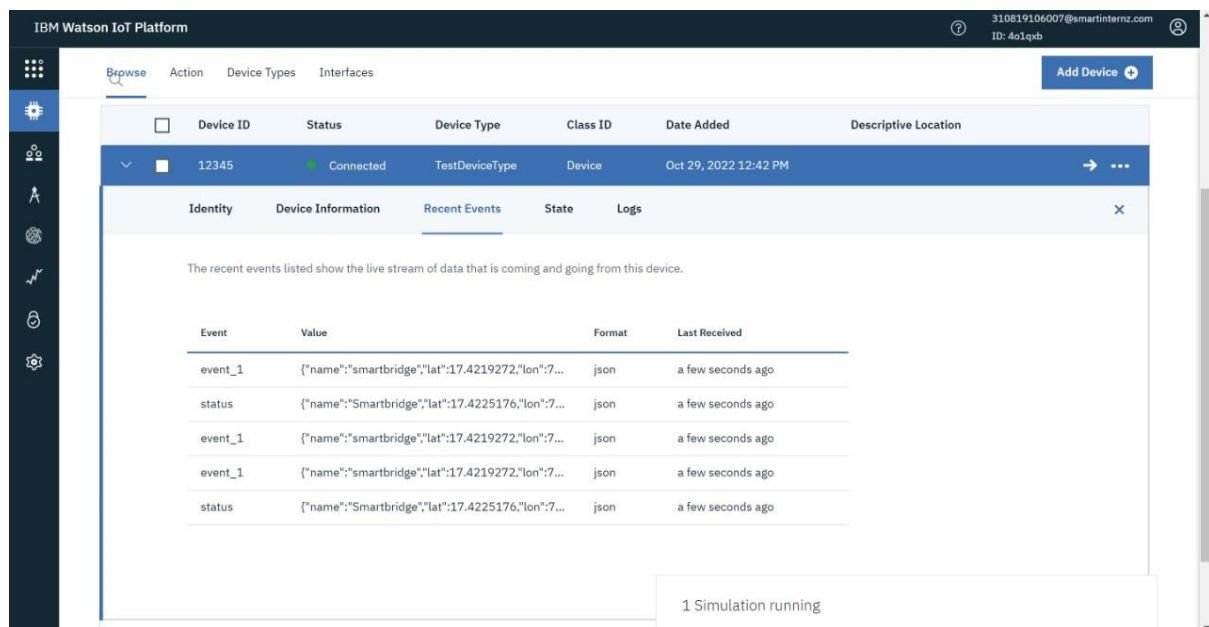 IBM Watson IoT Platform
310819106007@smartinternz.com
ID: 4o1qxb
Browse Action Device Types Interfaces
Add Device
Device ID Status Device Type Class ID Date Added Descriptive Location
12345 Connected TestDeviceType Device Oct 29, 2022 12:42 PM
Identity Device Information Recent Events State Logs
The recent events listed show the live stream of data that is coming and going from this device.
Event Value Format Last Received
event_1 {"name":"smartbridge","lat":17.4219272,"lon":7... json a few seconds ago
status {"name":"Smartbridge","lat":17.4225176,"lon":7... json a few seconds ago
event_1 {"name":"smartbridge","lat":17.4219272,"lon":7... json a few seconds ago
event_1 {"name":"smartbridge","lat":17.4219272,"lon":7... json a few seconds ago
status {"name":"Smartbridge","lat":17.4225176,"lon":7... json a few seconds ago
1 Simulation running